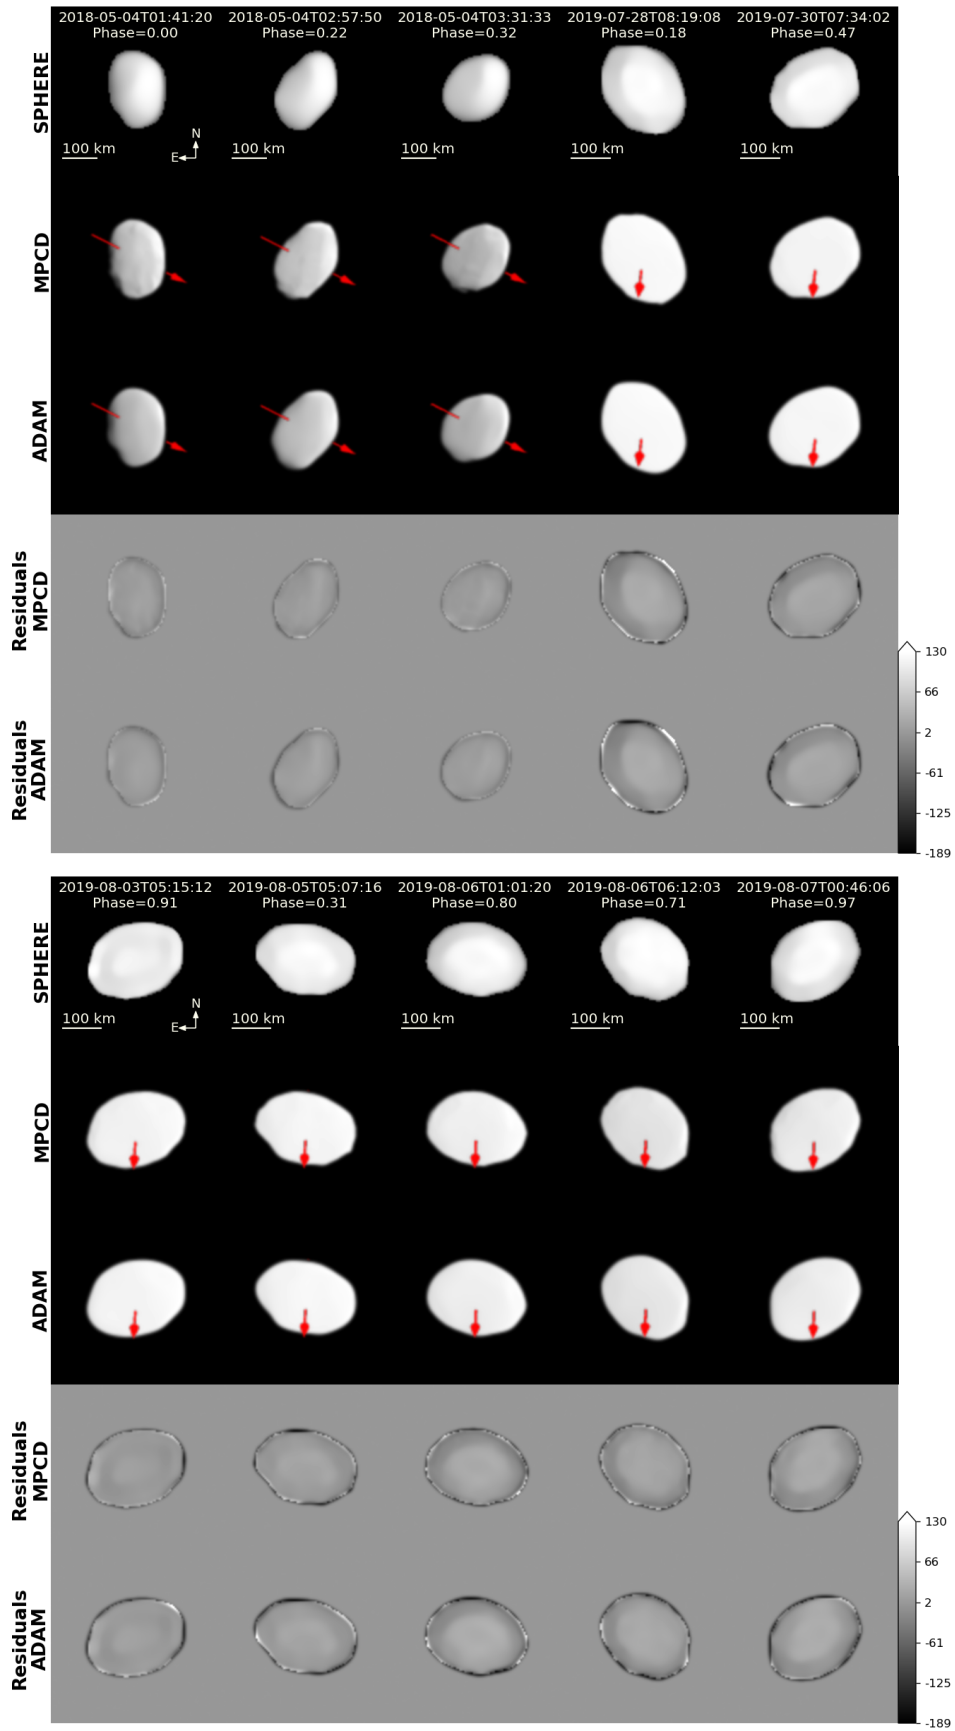 2018-05-04T01:41:20 2018-05-04T02:57:50 2018-05-04T03:31:33 2019-07-28T08:19:08 2019-07-30T07:34:02
Phase=0.00 Phase=0.22 Phase=0.32 Phase=0.18 Phase=0.47
SPHERE
N
E
100 km 100 km 100 km 100 km 100 km
MPCD
ADAM
Residuals
MPCD
Residuals
ADAM
130
66
2
-61
-125
-189
2019-08-03T05:15:12 2019-08-05T05:07:16 2019-08-06T01:01:20 2019-08-06T06:12:03 2019-08-07T00:46:06
Phase=0.91 Phase=0.31 Phase=0.80 Phase=0.71 Phase=0.97
SPHERE
N
E
100 km 100 km 100 km 100 km 100 km
MPCD
ADAM
Residuals
MPCD
Residuals
ADAM
130
66
2
-61
-125
-189